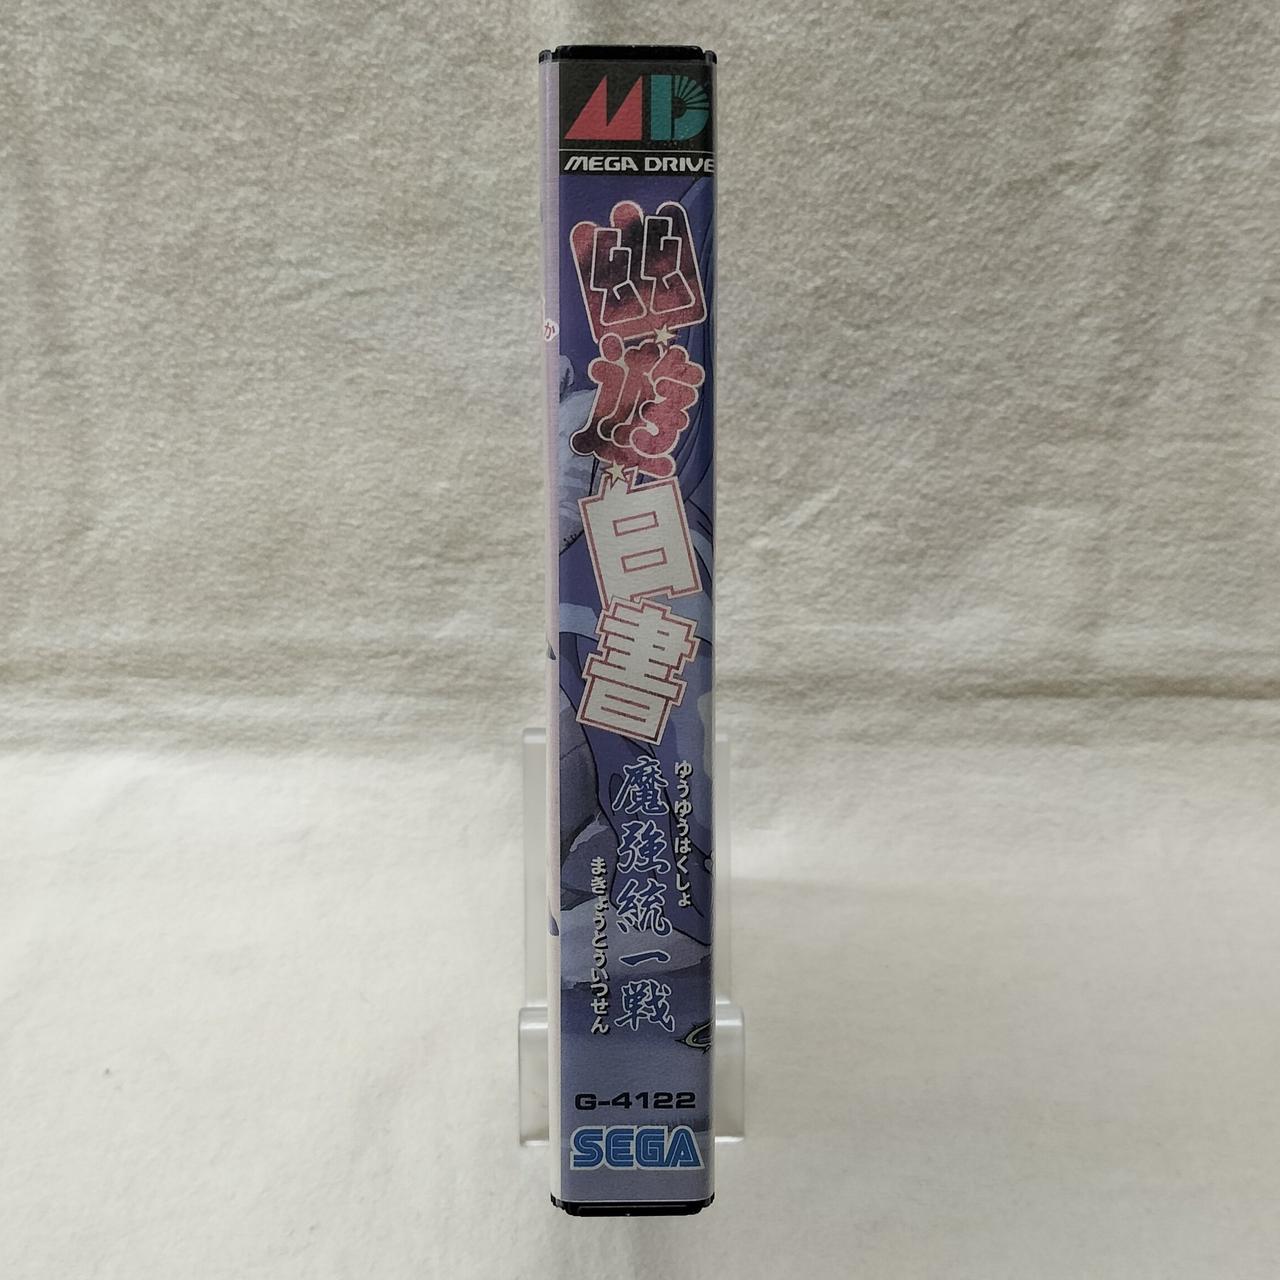 MD
MEGA DRIVE
幽遊白書
ゆうゆうはくしょ
魔強統一戦
まきょうとういつせん
か
G-4122
SEGA